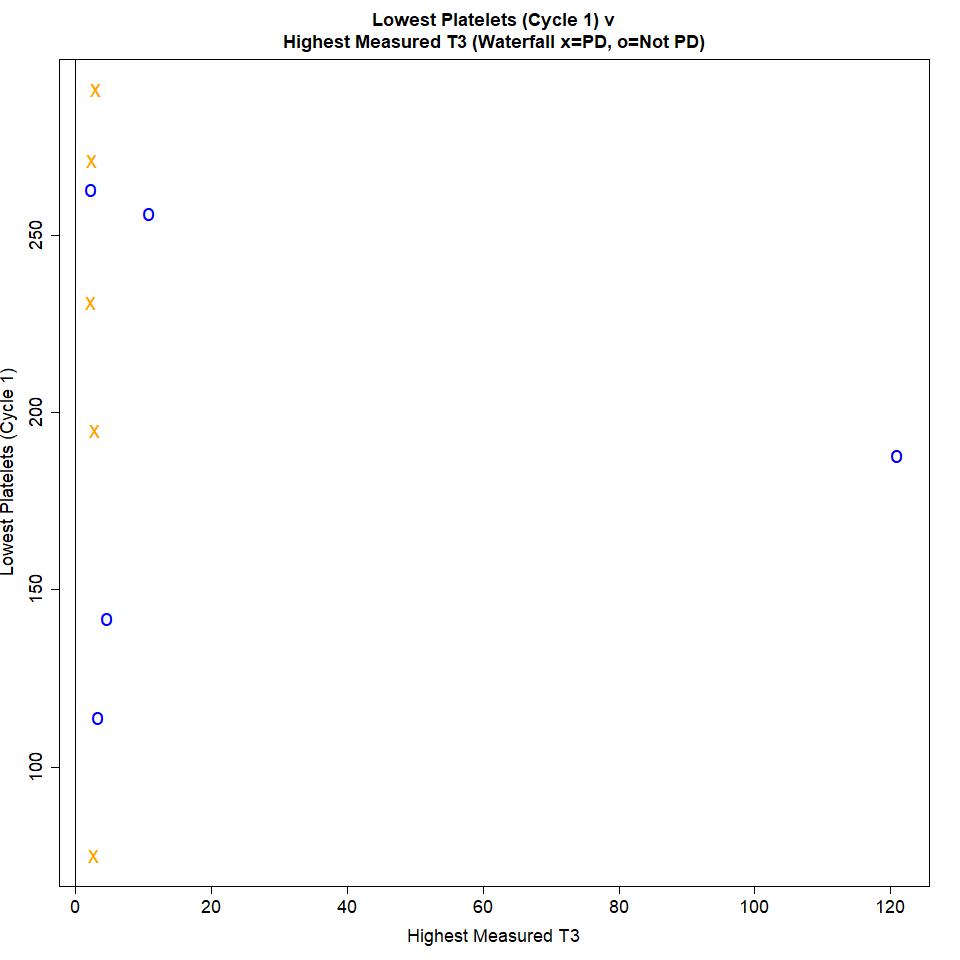 Lowest Platelets (Cycle 1) v
Highest Measured T3 (Waterfall x=PD, o=Not PD)
Lowest Platelets (Cycle 1)
250
200
150
100
X
X
O
O
X
X
O
O
O
X
0 20 40 60 80 100 120
Highest Measured T3